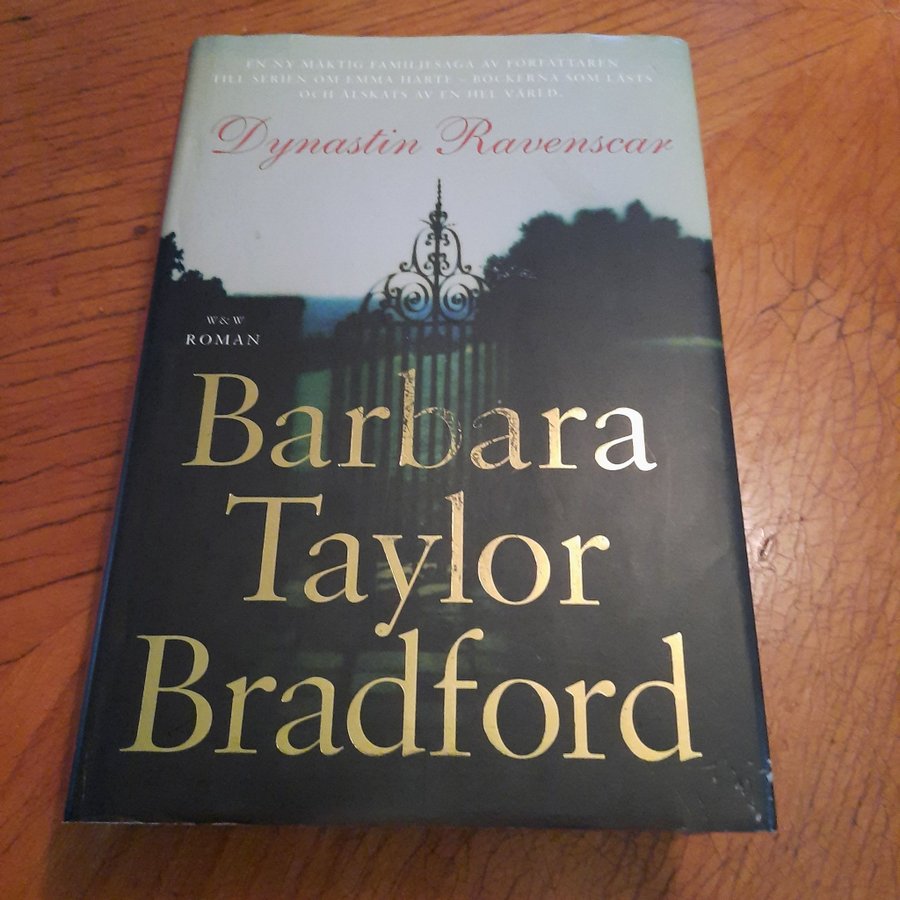 EN NY MÄKTIG FAMILJESAGA AV FÖRFATTAREN
TILL SERIEN OM EMMA HARTE – BÖCKERNA SOM LÄSTS
OCH ÄLSKATS AV EN HEL VÄRLD.
Dynastin Ravenscar
W&W
ROMAN
Barbara
Taylor
Bradford